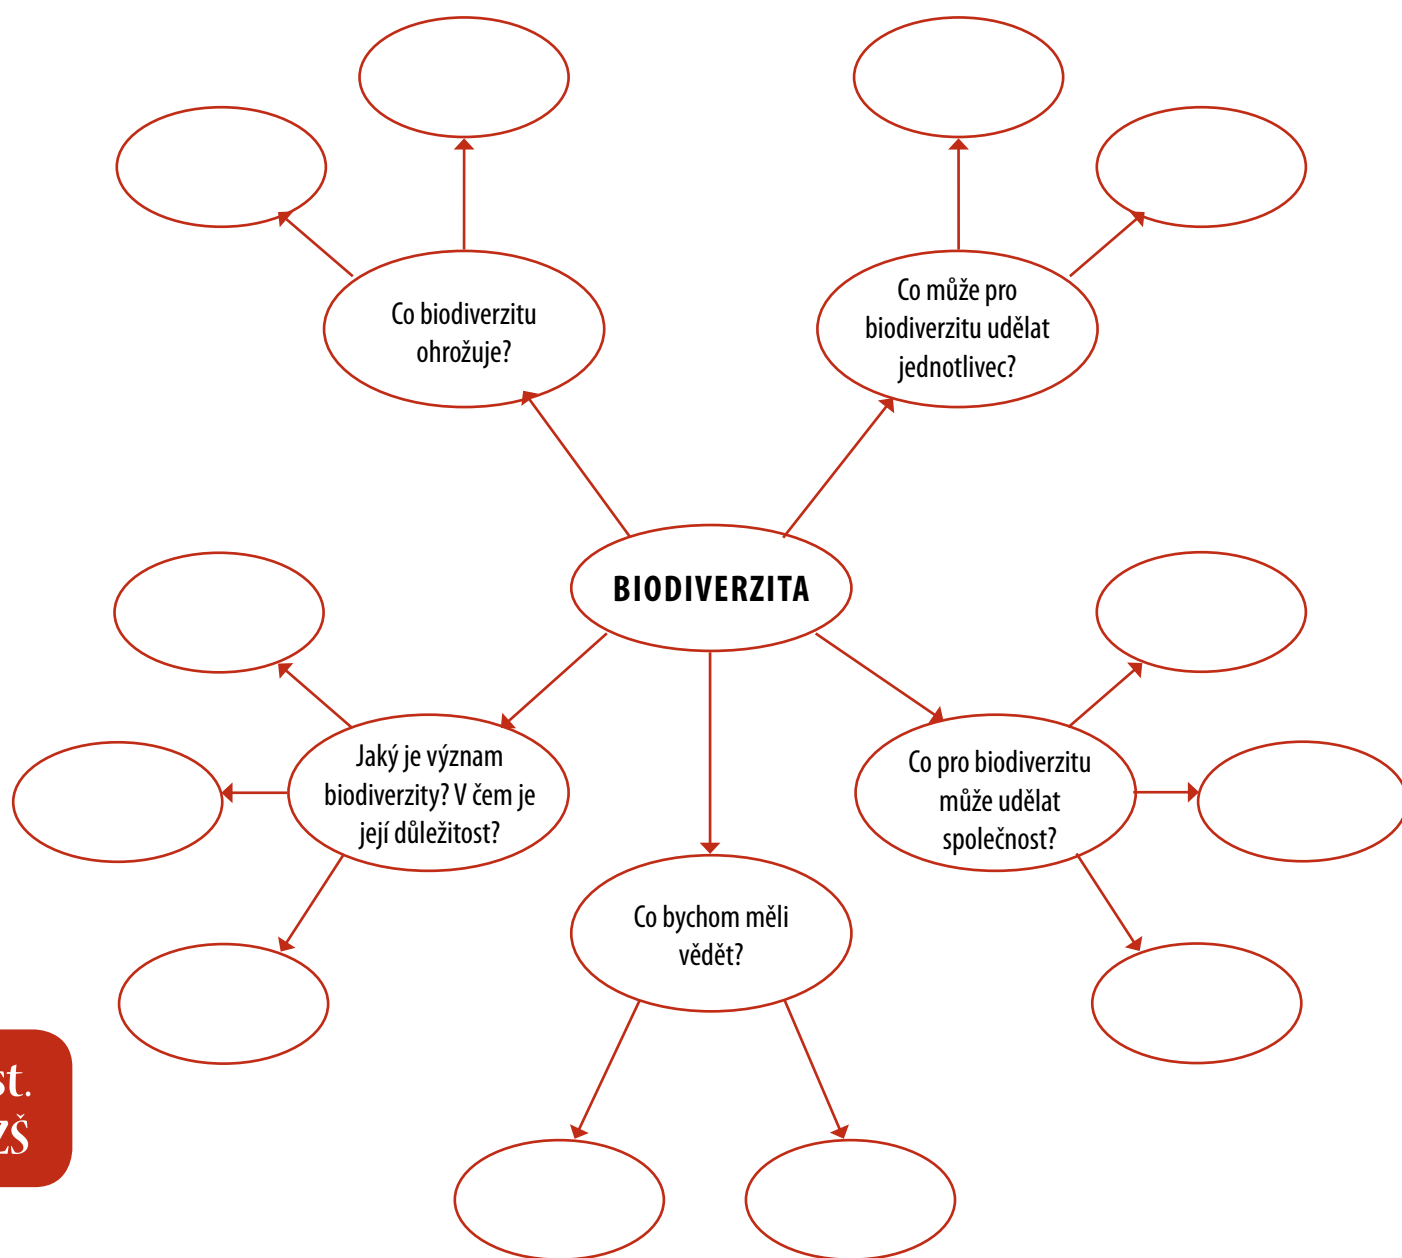 Co biodiverzitu
ohrožuje?
Co může pro
biodiverzitu udělat
jednotlivec?
BIODIVERZITA
Jaký je význam
biodiverzity? V čem je
její důležitost?
Co pro biodiverzitu
může udělat
společnost?
Co bychom měli
vědět?
st.
ZŠ